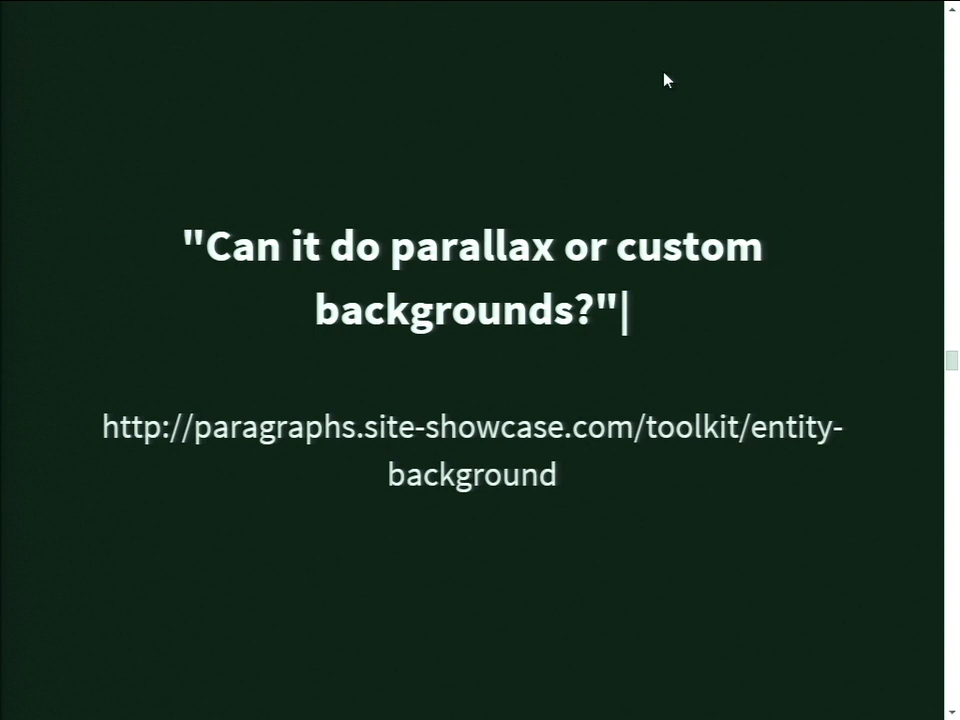 "Can it do parallax or custom
backgrounds?"|
http://paragraphs.site-showcase.com/toolkit/entity-
background